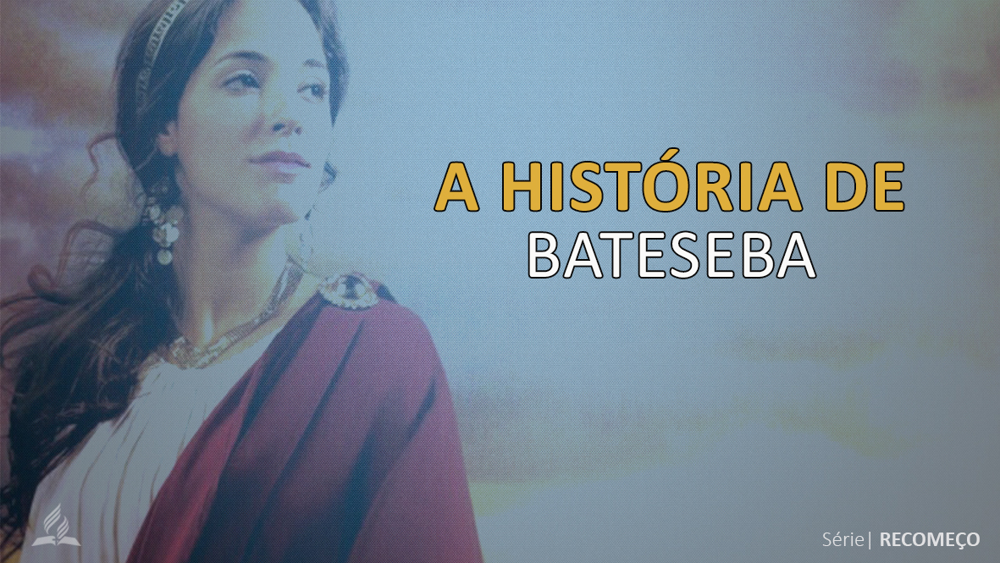 A HISTÓRIA DE
BATESEBA
Série| RECOMEÇO